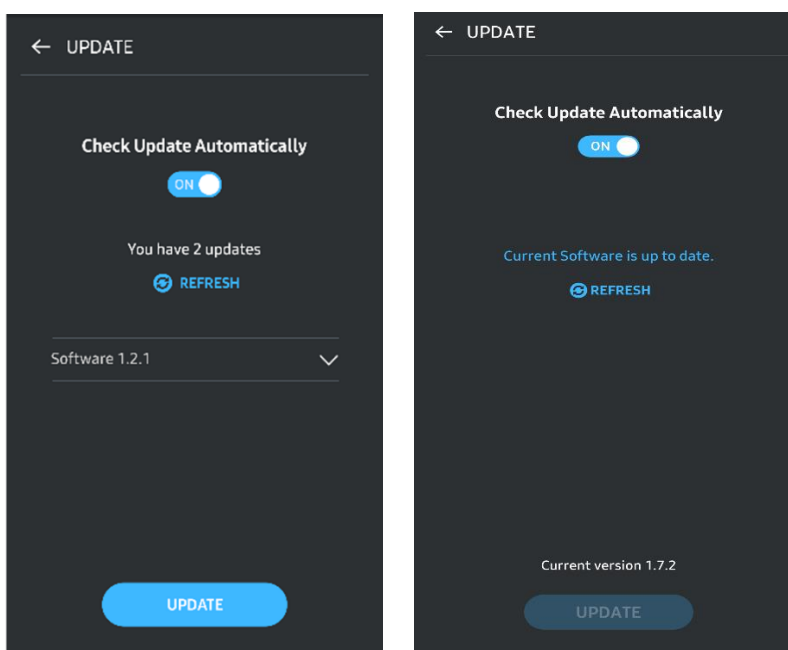 UPDATE
Check Update Automatically
ON
You have 2 updates
REFRESH
Software 1.2.1
UPDATE
UPDATE
Check Update Automatically
ON
Current Software is up to date.
REFRESH
Current version 1.7.2
UPDATE